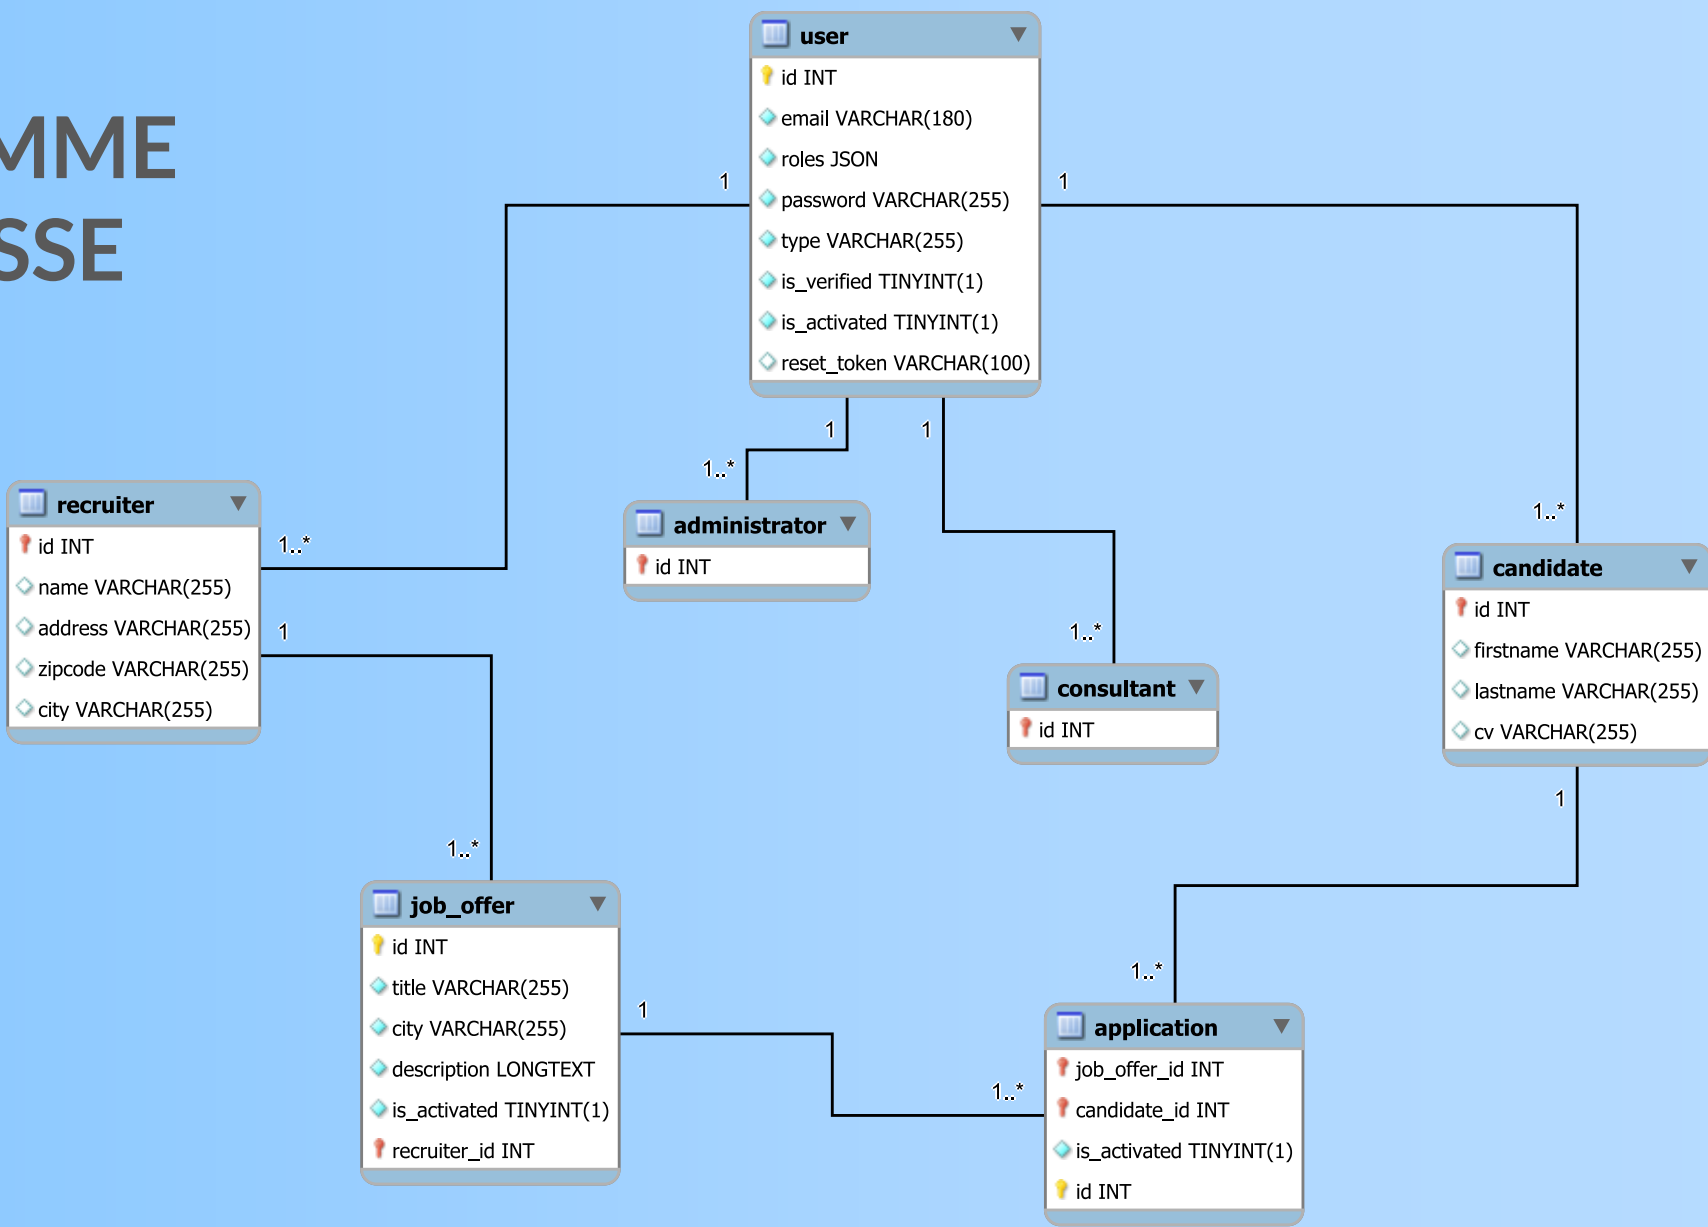 MME
SSE
user
id INT
email VARCHAR(180)
roles JSON
password VARCHAR(255)
type VARCHAR(255)
is_verified TINYINT(1)
is_activated TINYINT(1)
reset_token VARCHAR(100)
1
1
1
1
1..*
1..*
1..*
1..*
recruiter
id INT
name VARCHAR(255)
address VARCHAR(255)
zipcode VARCHAR(255)
city VARCHAR(255)
1
1..*
administrator
id INT
consultant
id INT
candidate
id INT
firstname VARCHAR(255)
lastname VARCHAR(255)
cv VARCHAR(255)
1
1..*
job_offer
id INT
title VARCHAR(255)
city VARCHAR(255)
description LONGTEXT
is_activated TINYINT(1)
recruiter_id INT
1
1..*
application
job_offer_id INT
candidate_id INT
is_activated TINYINT(1)
id INT